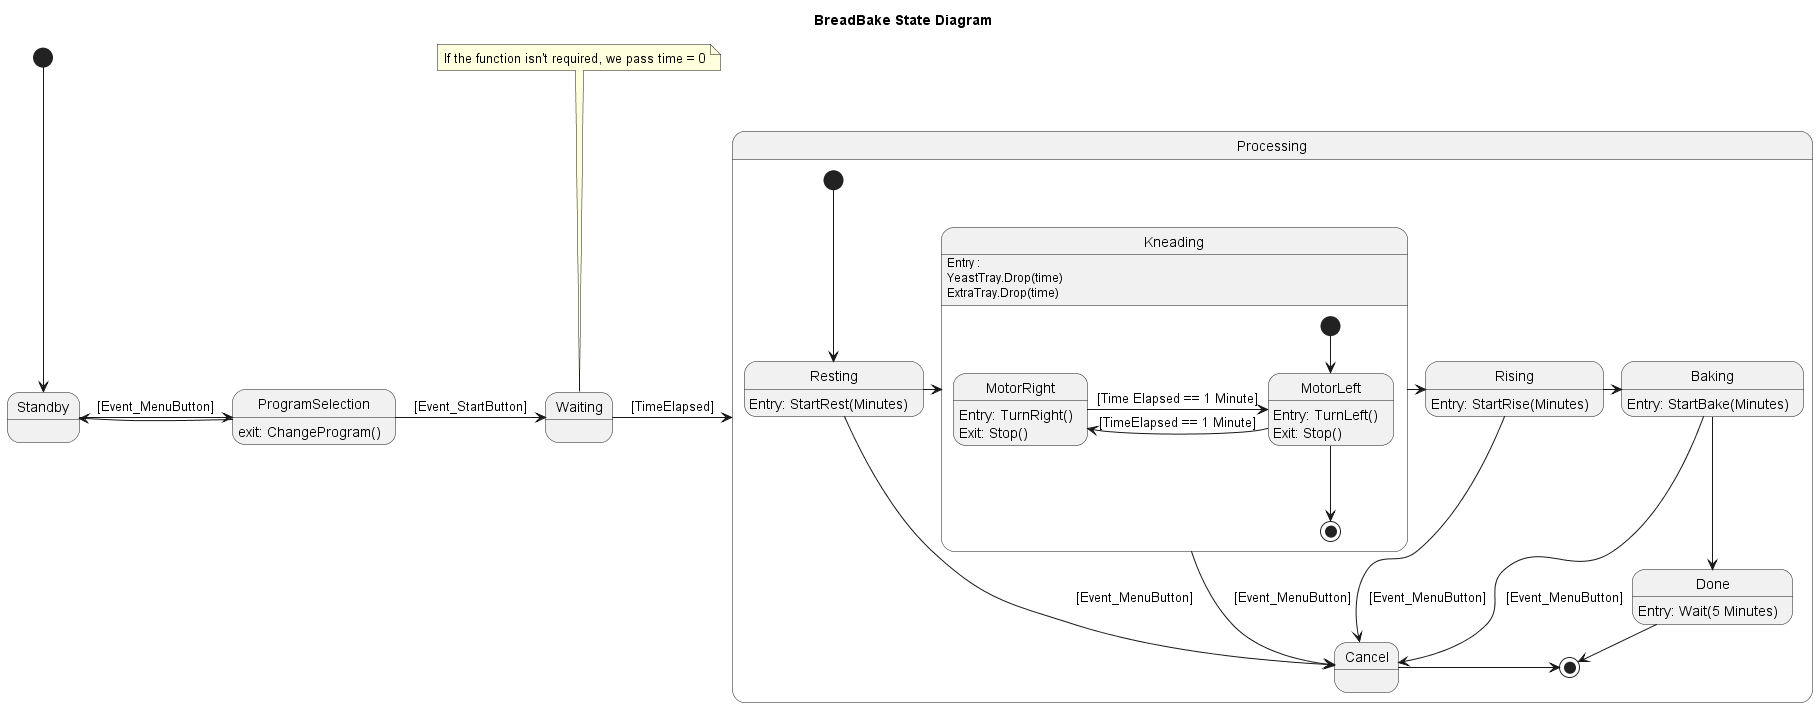 BreadBake State Diagram
If the function isn't required, we pass time = 0
Processing
Kneading
Entry :
YeastTray.Drop(time)
ExtraTray.Drop(time)
Standby
[Event_MenuButton]
ProgramSelection
exit: ChangeProgram()
[Event_StartButton]
Waiting
[TimeElapsed]
Resting
Entry: StartRest(Minutes)
MotorRight
Entry: TurnRight()
Exit: Stop()
[Time Elapsed == 1 Minute]
[TimeElapsed == 1 Minute]
MotorLeft
Entry: TurnLeft()
Exit: Stop()
Rising
Entry: StartRise(Minutes)
Baking
Entry: StartBake(Minutes)
[Event_MenuButton]
[Event_MenuButton]
[Event_MenuButton]
[Event_MenuButton]
Done
Entry: Wait(5 Minutes)
Cancel